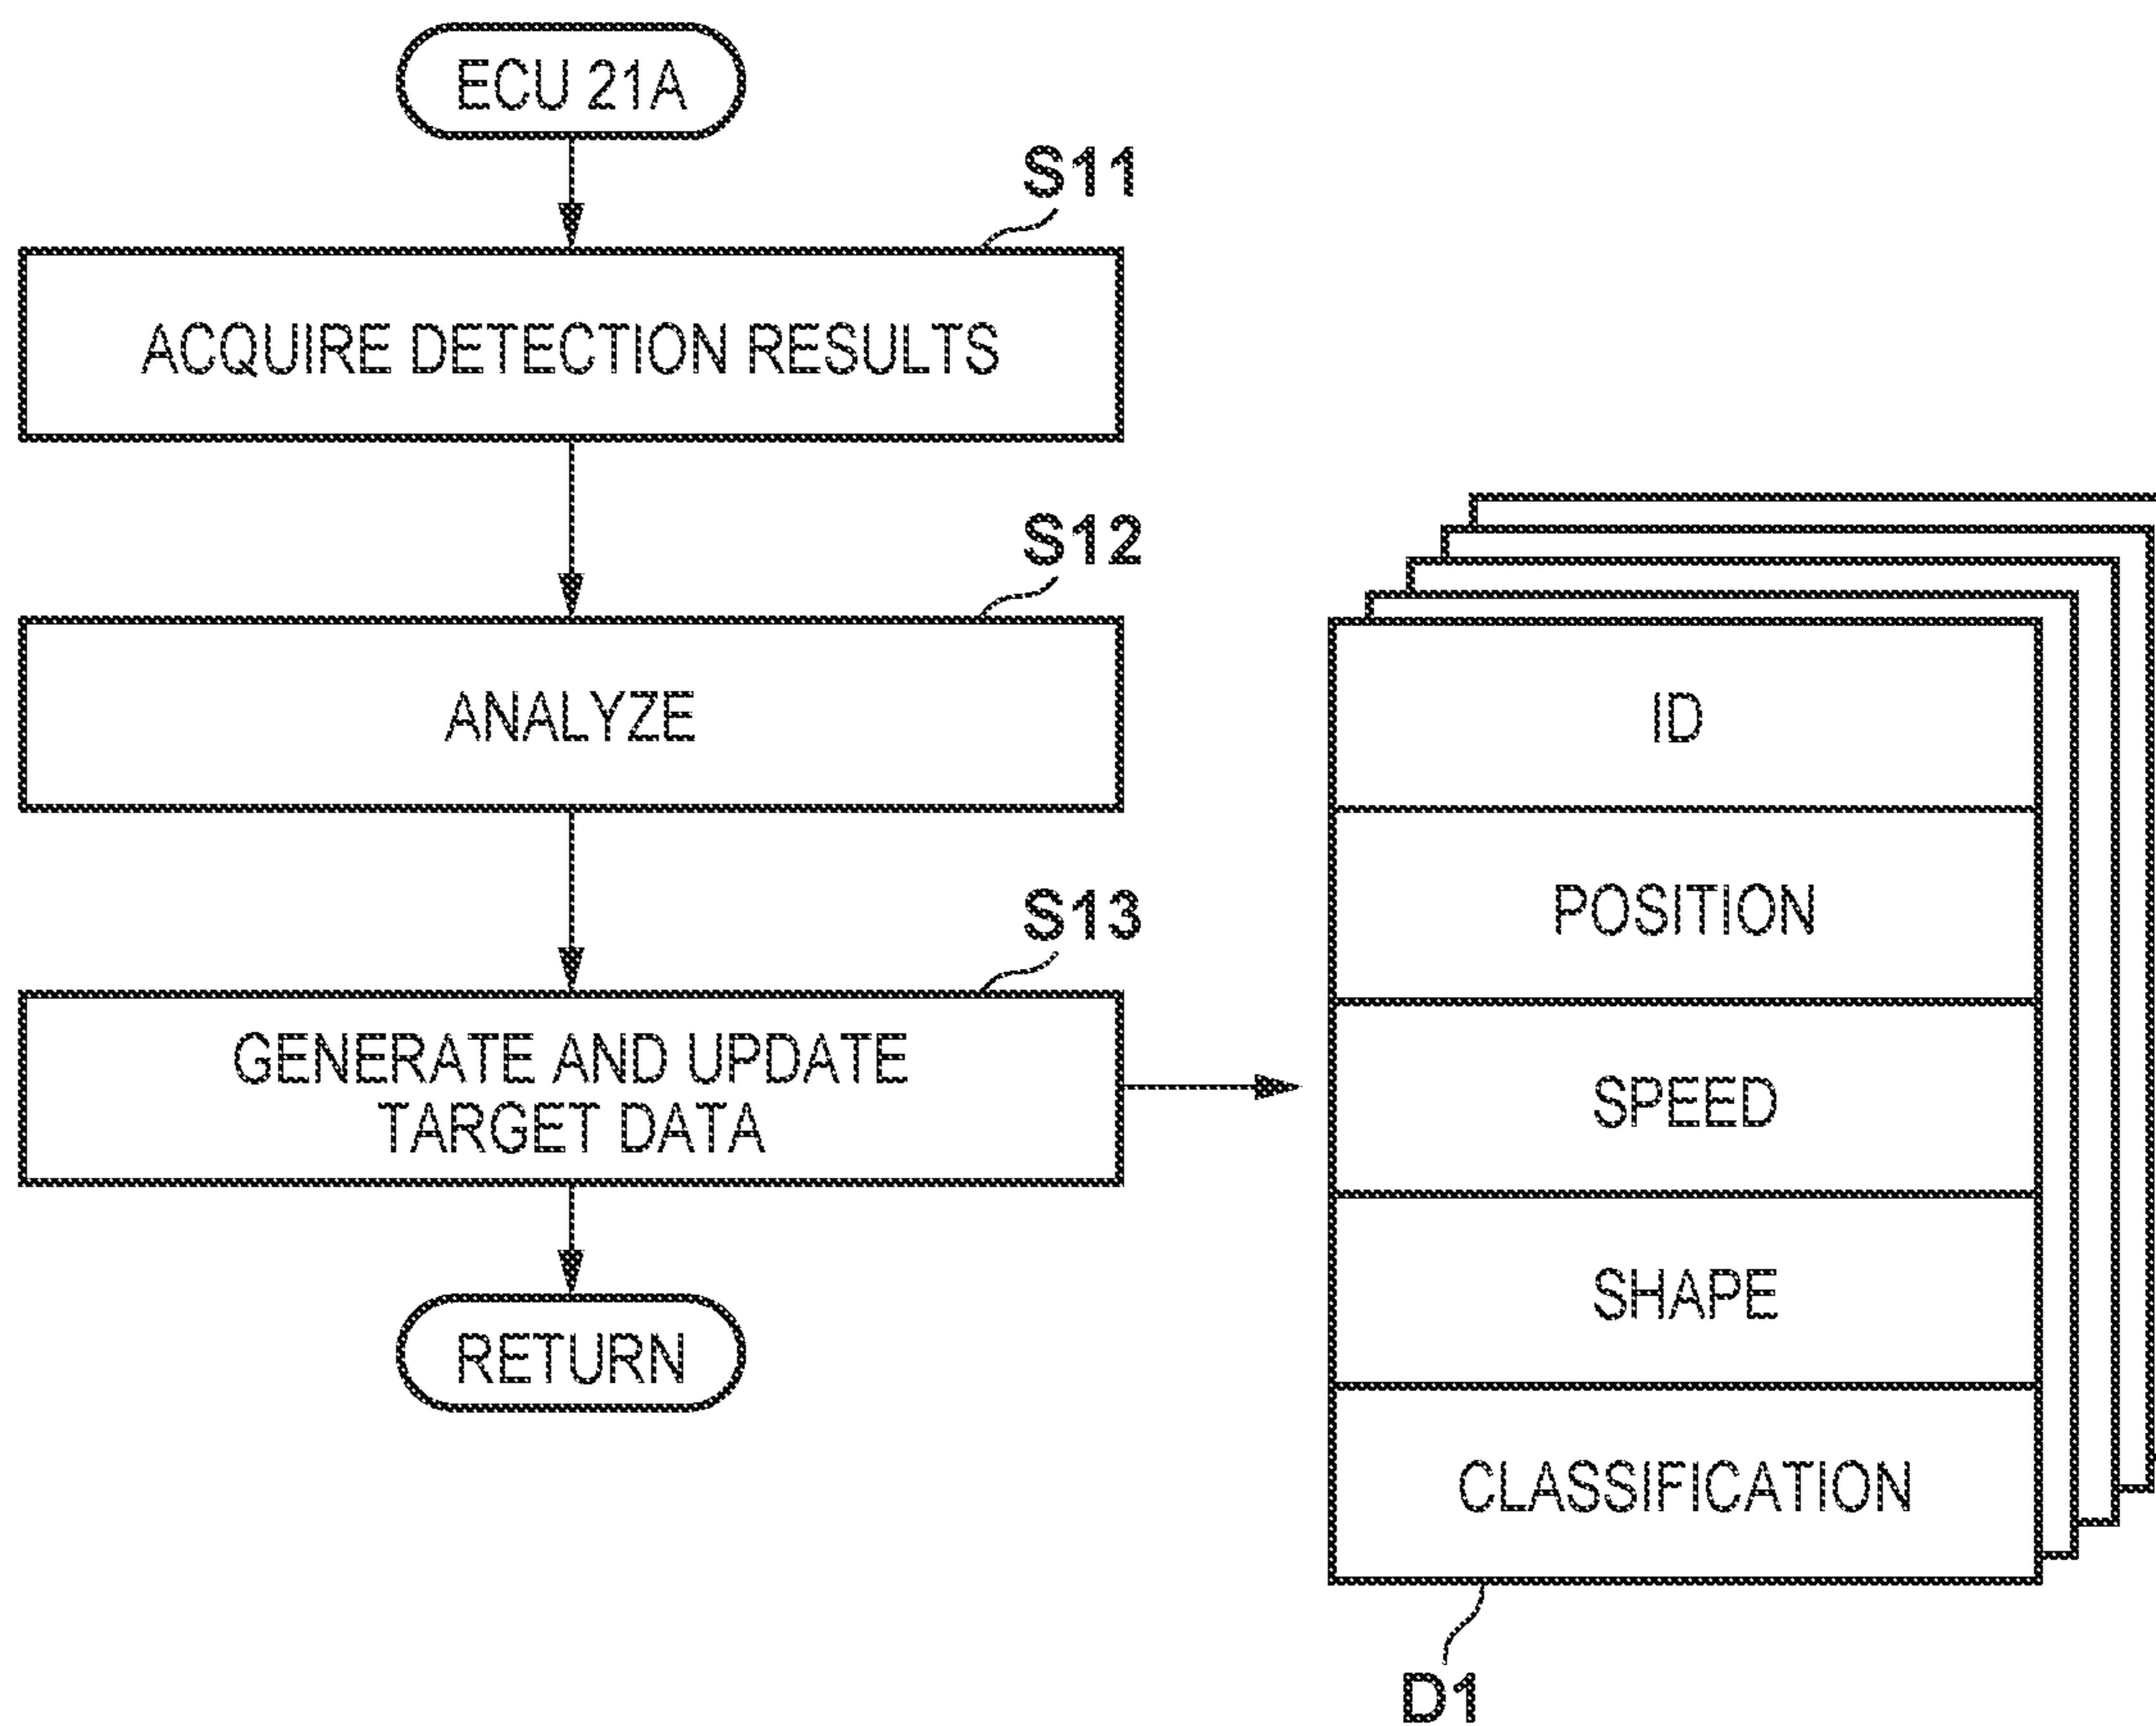 ECU 21A
S11
ACQUIRE DETECTION RESULTS
S12
ANALYZE
S13
GENERATE AND UPDATE
TARGET DATA
RETURN
ID
POSITION
SPEED
SHAPE
CLASSIFICATION
D1